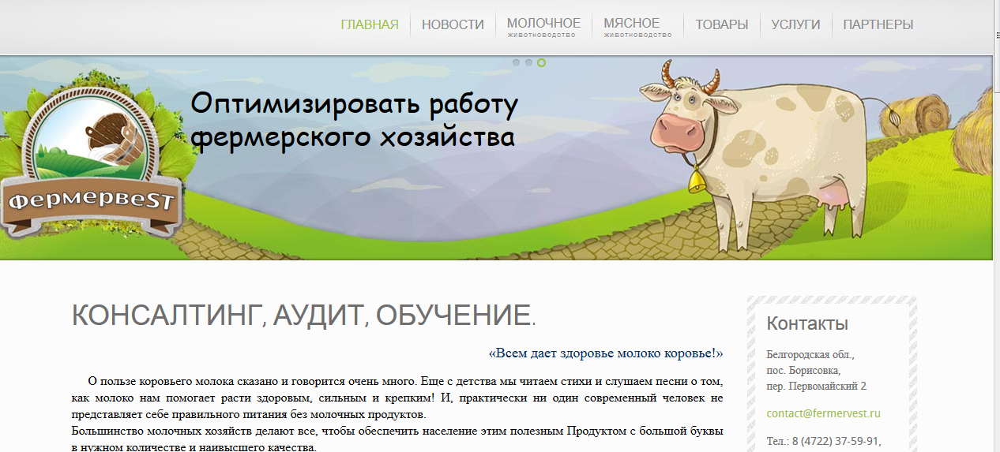 ГЛАВНАЯ НОВОСТИ МОЛОЧНОЕ МЯСНОЕ ТОВАРЫ УСЛУГИ ПАРТНЕРЫ
животноводство животноводство
Оптимизировать работу
фермерского хозяйства
ФермервеST
КОНСАЛТИНГ, АУДИТ, ОБУЧЕНИЕ.
«Всем дает здоровье молоко коровье!»
О пользе коровьего молока сказано и говорится очень много. Еще с детства мы читаем стихи и слушаем песни о том,
как молоко нам помогает расти здоровым, сильным и крепким! И, практически ни один современный человек не
представляет себе правильного питания без молочных продуктов.
Большинство молочных хозяйств делают все, чтобы обеспечить население этим полезным Продуктом с большой буквы
в нужном количестве и наивысшего качества.
Контакты
Белгородская обл.,
пос. Борисовка,
пер. Первомайский 2
contact@fermervest.ru
Тел.: 8 (4722) 37-59-91,